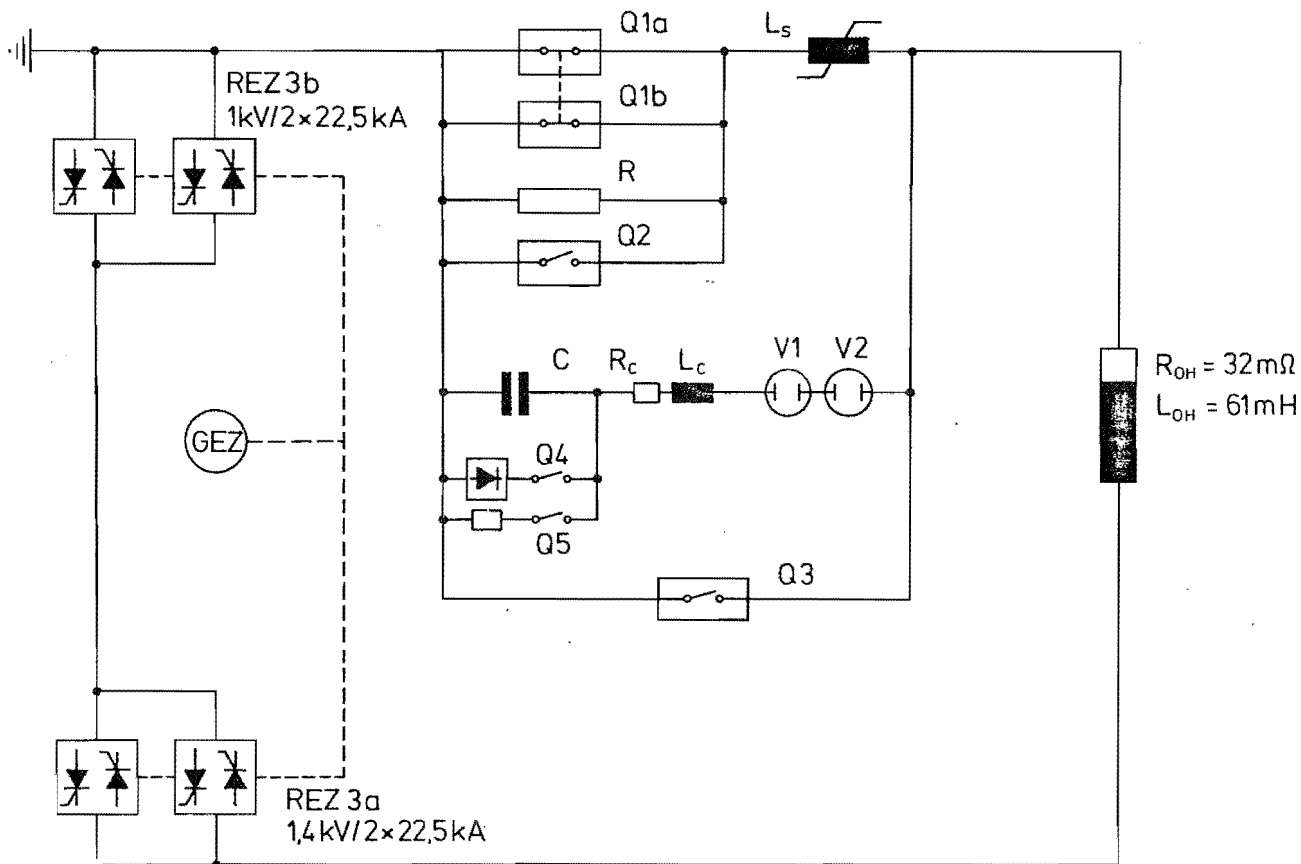 Q1a
Ls
REZ 3b
1kV/2×22,5kA
Q1b
R
Q2
C
Rc
Lc
V1
V2
ROH = 32mΩ
LOH = 61mH
GEZ
Q4
Q5
Q3
REZ 3a
1,4kV/2×22,5kA